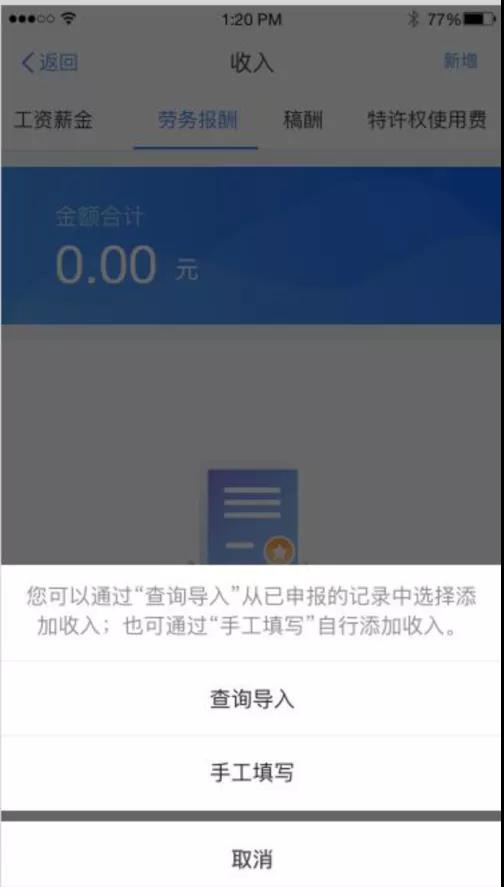 1:20 PM 77%
返回 收入 新增
工资薪金 劳务报酬 稿酬 特许权使用费
金额合计
0.00 元
您可以通过“查询导入”从已申报的记录中选择添
加收入；也可通过“手工填写”自行添加收入。
查询导入
手工填写
取消